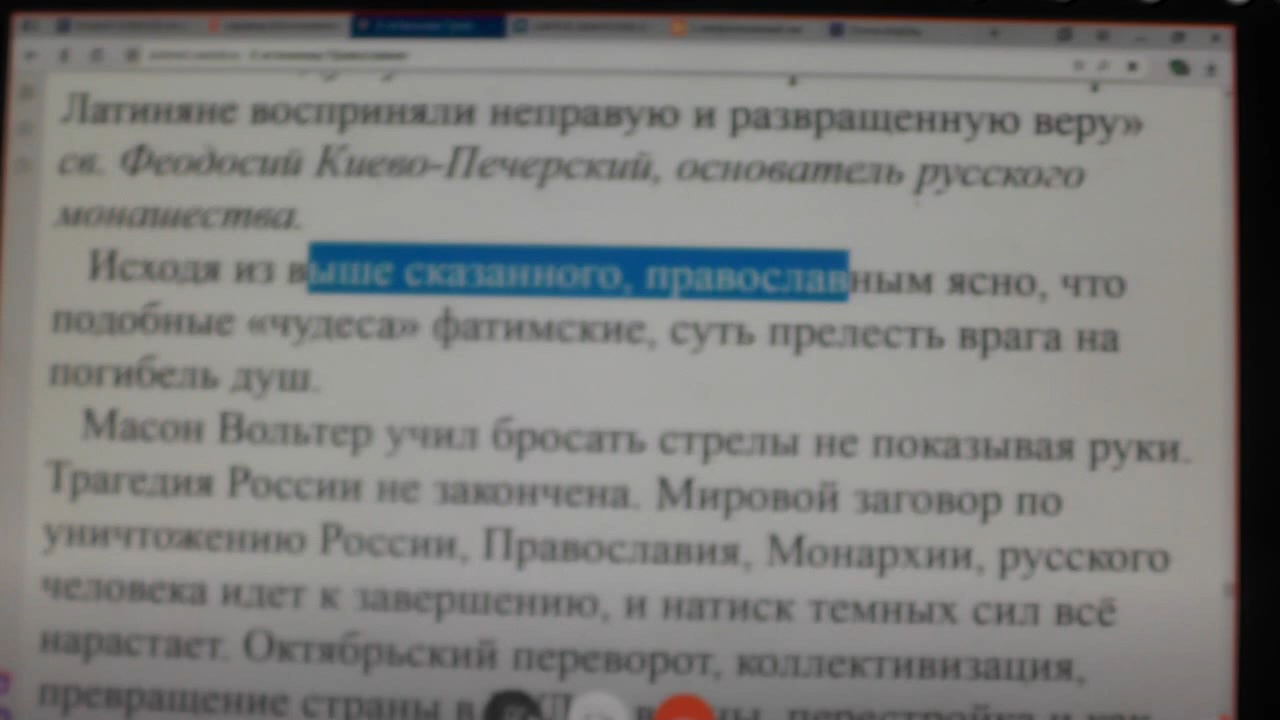 Латиняне восприняли неправую и развращенную веру»
св. Феодосий Киево-Печерский, основатель русского
монашества.
Исходя из выше сказанного, православным ясно, что
подобные «чудеса» фатимские, суть прелесть врага на
погибель душ.
Масон Вольтер учил бросать стрелы не показывая руки.
Трагедия России не закончена. Мировой заговор по
уничтожению России, Православия, Монархии, русского
человека идет к завершению, и натиск темных сил всё
нарастает. Октябрьский переворот, коллективизация,
превращение страны в перестройка и